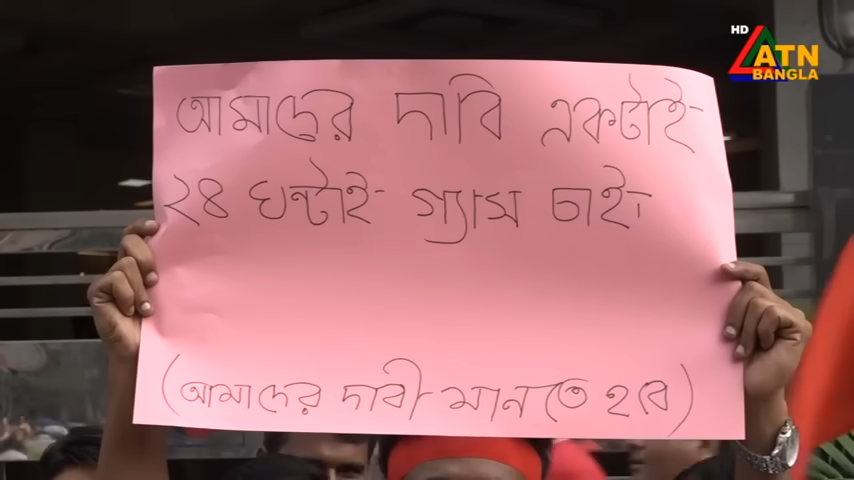 HD
ATN
BANGLA
আমাদের দাবি একটাই
২৪ ঘন্টাই গ্যাস চাই
(আমাদের দাবী মানতে হবে)